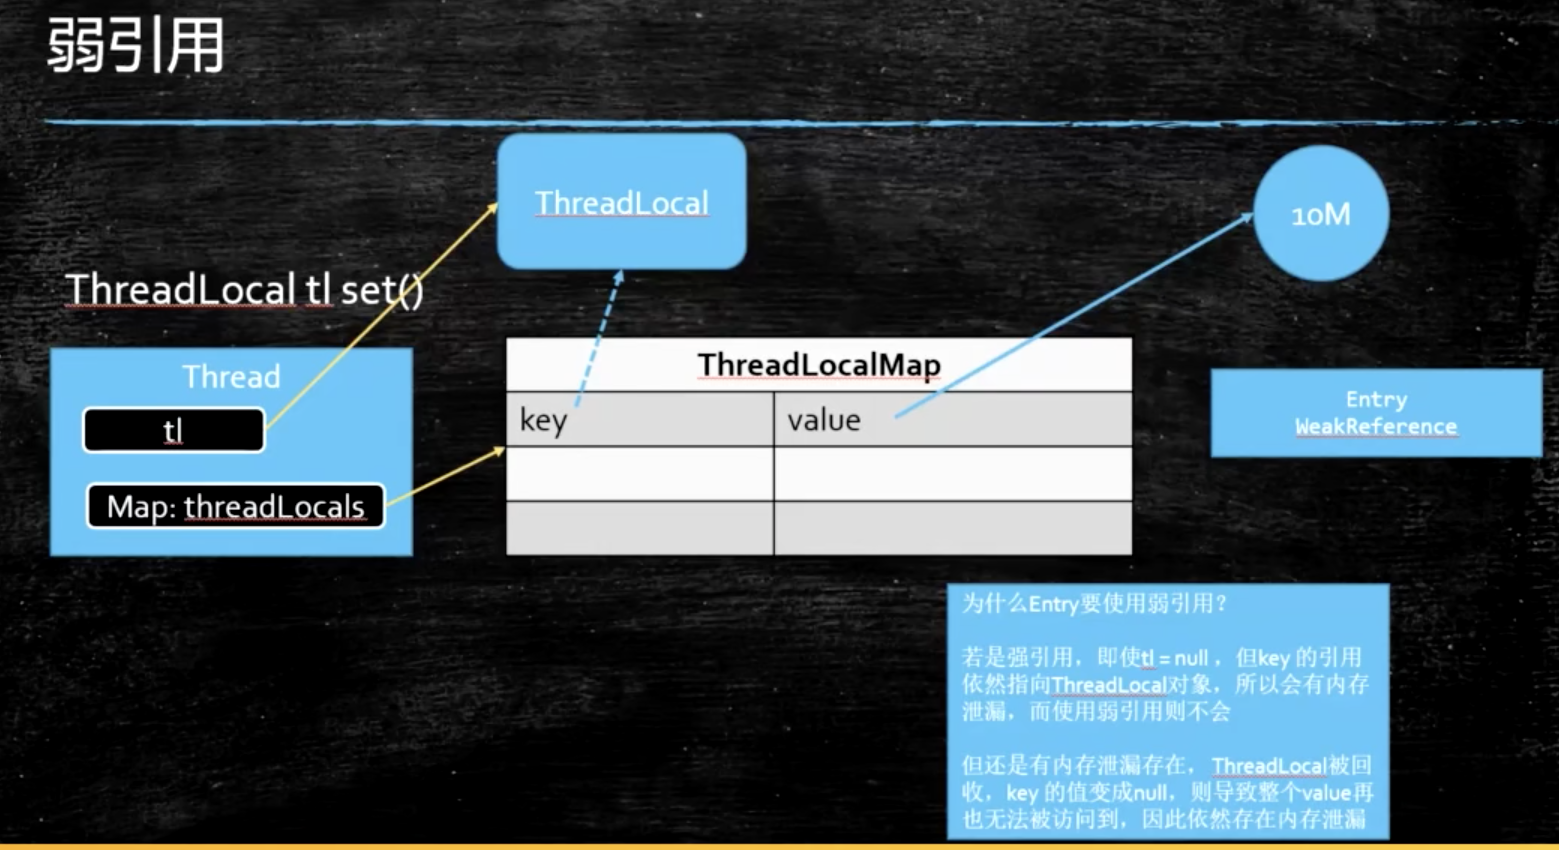 弱引用
ThreadLocal
10M
ThreadLocal tl set()
Thread
tl
Map: threadLocals
ThreadLocalMap
key
value
Entry
WeakReference
为什么Entry要使用弱引用?
若是强引用，即使tl = null ，但key 的引用
依然指向ThreadLocal对象，所以会有内存
泄漏，而使用弱引用则不会
但还是有内存泄漏存在， ThreadLocal被回
收，key 的值变成null，则导致整个value再
也无法被访问到，因此依然存在内存泄漏